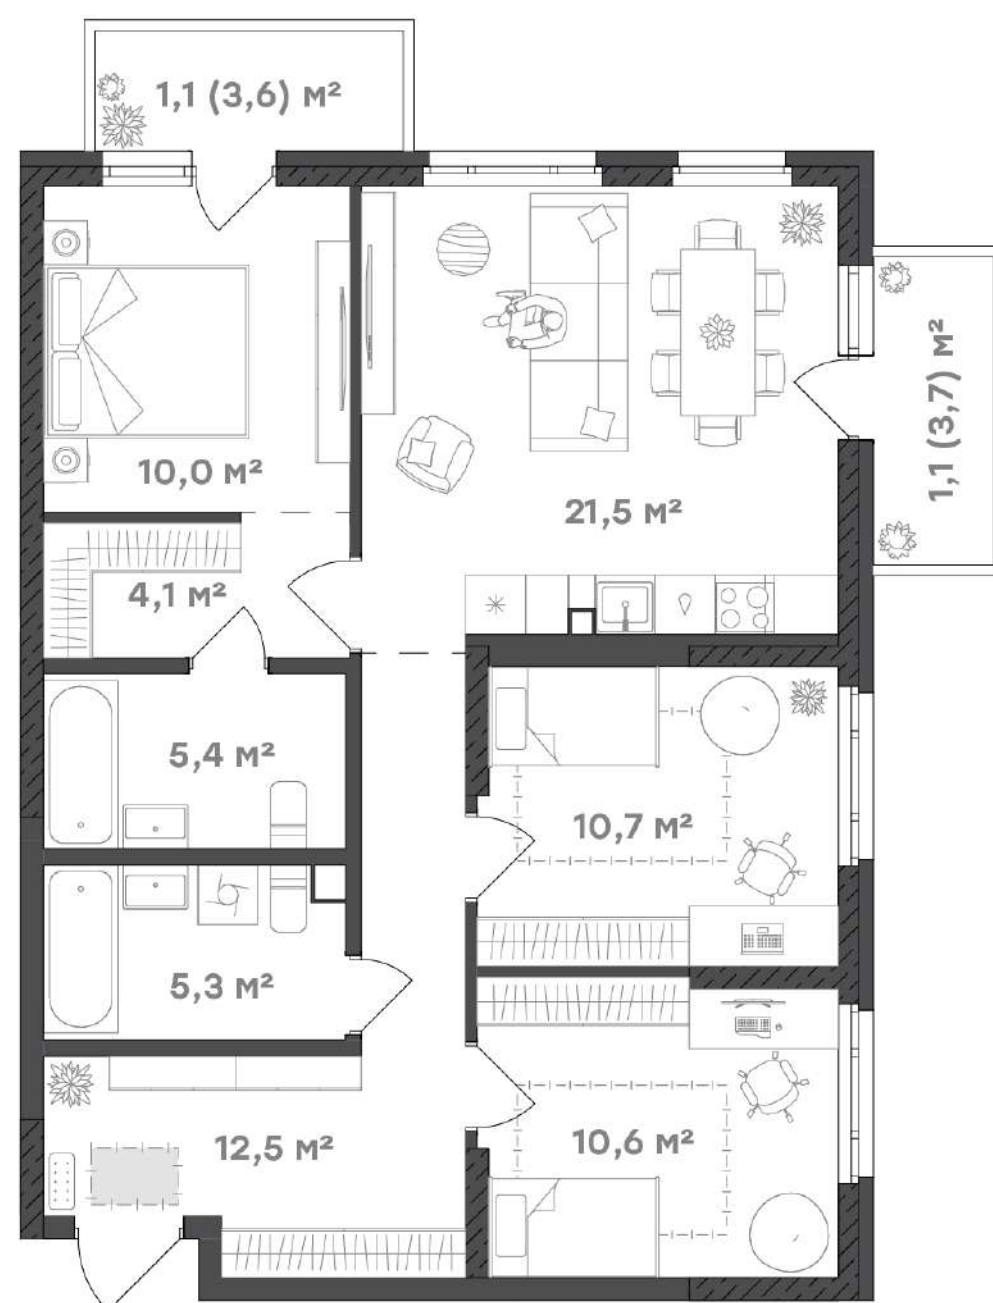 1,1 (3,6) м²
1,1 (3,7) м²
10,0 м²
21,5 м²
4,1 м²
5,4 м²
10,7 м²
5,3 м²
12,5 м²
10,6 м²